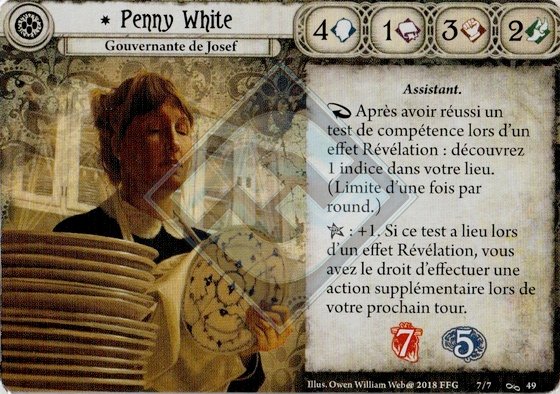 Penny White
4 1 3 2
Gouvernante de Josef
Assistant.
Après avoir réussi un
test de compétence lors d'un
effet Révélation : découvrez
1 indice dans votre lieu.
(Limite d'une fois par
round.)
: +1. Si ce test a lieu lors
d'un effet Révélation, vous
avez le droit d'effectuer une
action supplémentaire lors de
votre prochain tour.
7 5
Illus. Owen William Weber © 2018 FFG 7/7 49